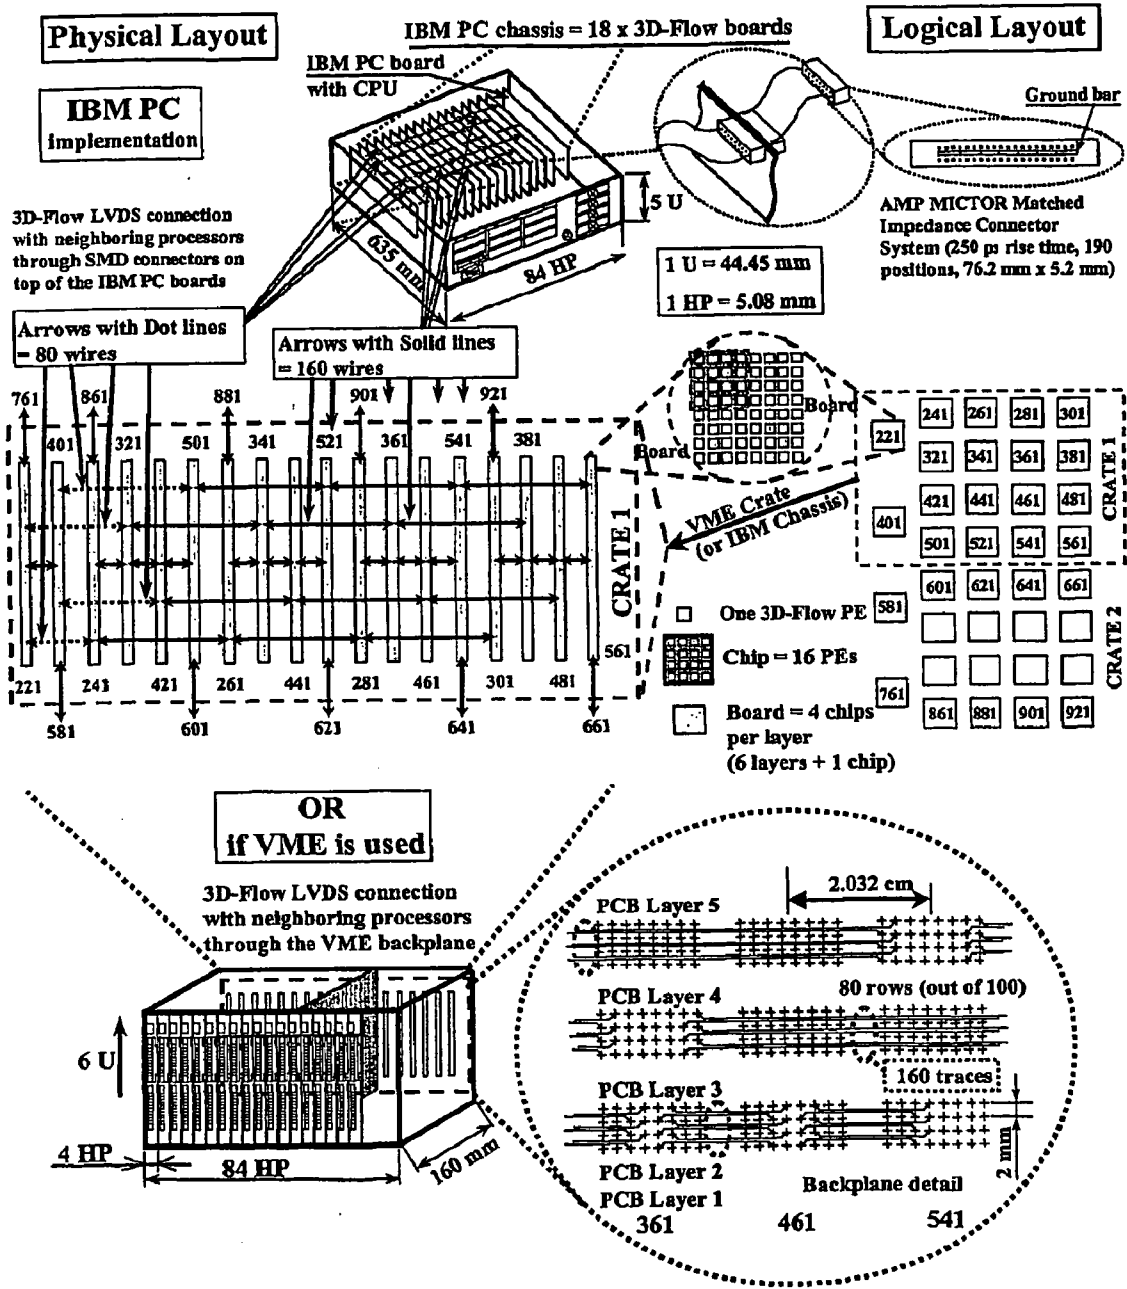 Physical Layout
IBM PC chassis = 18 x 3D-Flow boards
Logical Layout
IBM PC
implementation
IBM PC board
with CPU
Ground bar
5 U
635 mm
84 HP
1 U = 44.45 mm
1 HP = 5.08 mm
AMP MICTOR Matched
Impedance Connector
System (250 ps rise time, 190
positions, 76.2 mm x 5.2 mm)
3D-Flow LVDS connection
with neighboring processors
through SMD connectors on
top of the IBM PC boards
Arrows with Dot lines
= 80 wires
Arrows with Solid lines
= 160 wires
761 861 881 901 921
401 321 501 341 521 361 541 381
CRATE 1
561
221 241 421 261 441 281 461 301 481
581 601 621 641 661
Board
Board
VME Crate
(or IBM Chassis)
One 3D-Flow PE
Chip = 16 PEs
Board = 4 chips
per layer
(6 layers + 1 chip)
241 261 281 301
221
321 341 361 381
421 441 461 481
401
501 521 541 561
CRATE 1
601 621 641 661
581
761
861 881 901 921
CRATE 2
OR
if VME is used
3D-Flow LVDS connection
with neighboring processors
through the VME backplane
6 U
4 HP
84 HP
160 mm
2.032 cm
PCB Layer 5
80 rows (out of 100)
PCB Layer 4
160 traces
PCB Layer 3
2 mm
PCB Layer 2
PCB Layer 1
Backplane detail
361 461 541